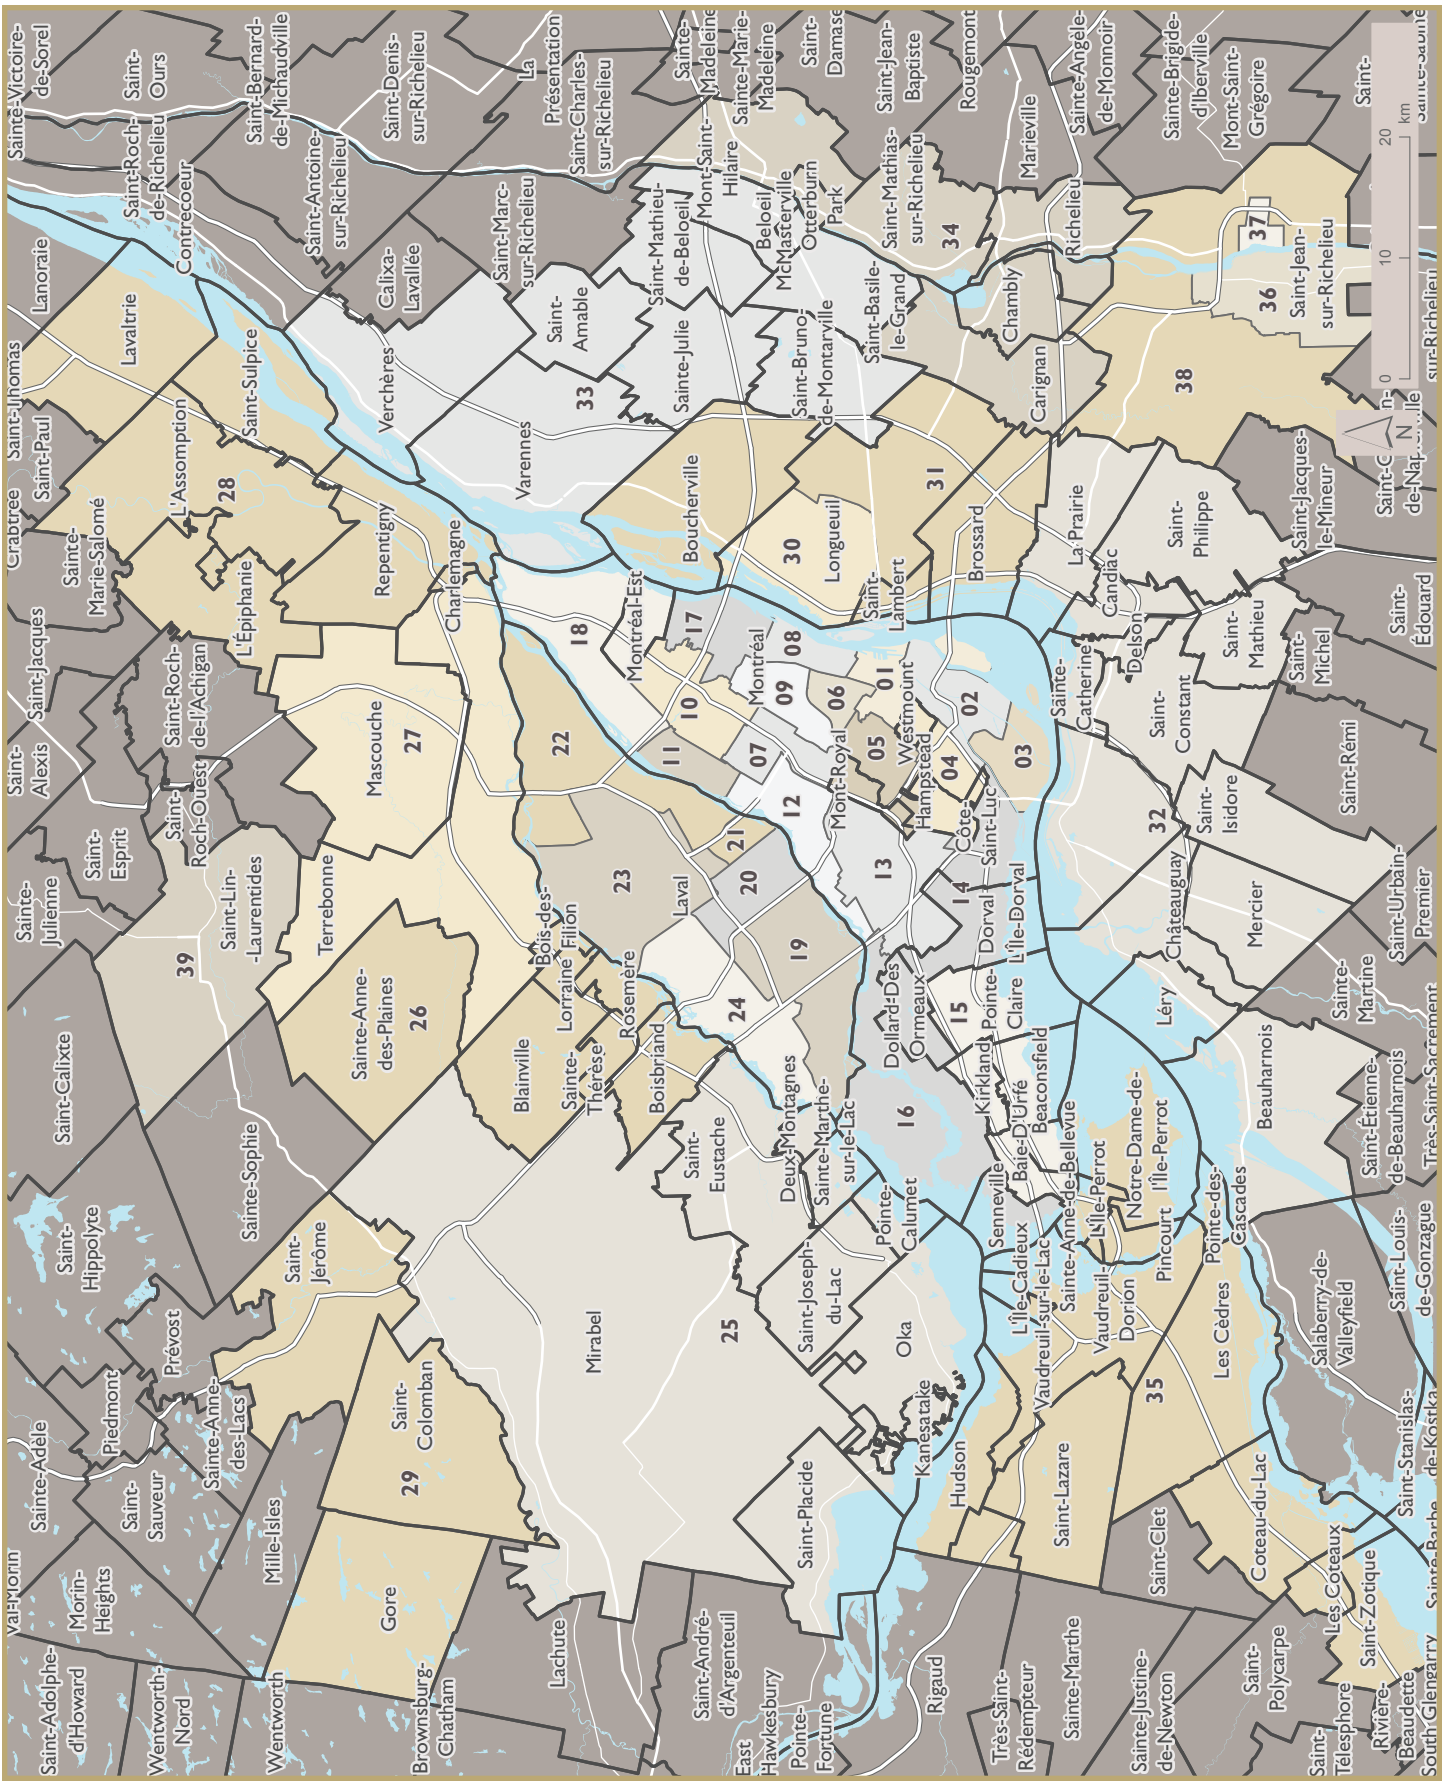 Saint-Adolphe-
d'Howard
Morin-
Heights
Val-Morin
Sainte-Adèle
Saint-
Hippolyte
Saint-Calixte
Sainte-
Julienne
Saint-
Alexis
Saint-Jacques
Crabtree
Saint-Paul
Saint-Thomas
Lanoraie
Sainte-Victoire-
de-Sorel
Wentworth-
Nord
Saint-
Sauveur
Piedmont
Prévost
Saint-
Esprit
Sainte-
Marie-Salomé
Lavaltrie
Saint-Roch-
de-Richelieu
Saint-
Ours
Contrecoeur
Wentworth
Mille-Isles
Sainte-Anne-
des-Lacs
Sainte-Sophie
39
Saint-Lin-
-Laurentides
Saint-
Roch-Ouest
Saint-Roch-
de-l'Achigan
L'Épiphanie
L'Assomption
28
Saint-Sulpice
Saint-Antoine-
sur-Richelieu
Saint-Bernard-
de-Michaudville
Saint-
Jérôme
Terrebonne
Brownsburg-
Chatham
Gore
29
Saint-
Colomban
Sainte-Anne-
des-Plaines
26
Mascouche
27
Repentigny
Charlemagne
Verchères
Calixa-
Lavallée
Saint-Denis-
sur-Richelieu
Lachute
Mirabel
Blainville
Sainte-
Thérèse
Lorraine
Bois-des-
Filion
Rosemère
Boisbriand
22
23
18
Varennes
33
Saint-
Amable
Saint-Marc-
sur-Richelieu
La
Présentation
Saint-Charles-
sur-Richelieu
Saint-André-
d'Argenteuil
25
Saint-
Eustache
24
Laval
20
21
11
10
17
Montréal-Est
Boucherville
Sainte-Julie
Saint-Mathieu-
de-Beloeil
Mont-Saint-
Hilaire
Sainte-
Madeleine
Sainte-Marie-
Madeleine
East
Hawkesbury
Pointe-
Fortune
Saint-Placide
Saint-Joseph-
du-Lac
Deux-Montagnes
Sainte-Marthe-
sur-le-Lac
19
12
07
09
Montréal
08
30
Longueuil
Saint-Bruno-
de-Montarville
Beloeil
McMasterville
Otterburn
Park
Saint-
Damase
Oka
Kanesatake
Pointe-
Calumet
16
Dollard-Des
Ormeaux
13
Mont-Royal
05
06
01
Westmount
Hampstead
04
Saint-
Lambert
31
Saint-Basile-
le-Grand
Saint-Mathias-
sur-Richelieu
34
Saint-Jean-
Baptiste
Rougemont
Rigaud
Hudson
L'Île-Cadieux
Vaudreuil-sur-le-Lac
Senneville
Kirkland
15
Pointe-
Claire
14
Dorval
L'Île-Dorval
Côte-
Saint-Luc
02
03
Brossard
Carignan
Chambly
Marieville
Baie-D'Urfé
Beaconsfield
Sainte-Anne-de-Bellevue
Très-Saint-
Rédempteur
Sainte-Marthe
Saint-Lazare
Vaudreuil-
Dorion
L'Île-Perrot
Notre-Dame-de-
l'Île-Perrot
Pincourt
Sainte-
Catherine
Delson
Candiac
La Prairie
Richelieu
Sainte-Angèle-
de-Monnoir
Sainte-Justine-
de-Newton
Saint-Clet
35
Les Cèdres
Pointe-des-
Cascades
Léry
Châteauguay
32
Saint-
Isidore
Saint-
Constant
Saint-
Philippe
38
Sainte-Brigide-
d'Iberville
Mont-Saint-
Grégoire
Saint-
Polycarpe
Coteau-du-Lac
Beauharnois
Mercier
Saint-
Mathieu
Saint-
Michel
Saint-Jacques-
le-Mineur
36
37
Saint-Jean-
sur-Richelieu
Saint-
Télesphore
Les Coteaux
Saint-Zotique
Salaberry-de-
Valleyfield
Sainte-
Martine
Saint-Étienne-
de-Beauharnois
Saint-Rémi
Rivière-
Beaudette
Saint-Stanislas-
de-Kostka
Saint-Louis-
de-Gonzague
Saint-Urbain-
Premier
Saint-
Édouard
Saint-
South Glengarry
Sainte-Barbe
Très-Saint-Sacrement
sur-Richelieu
N
0 10 20
km